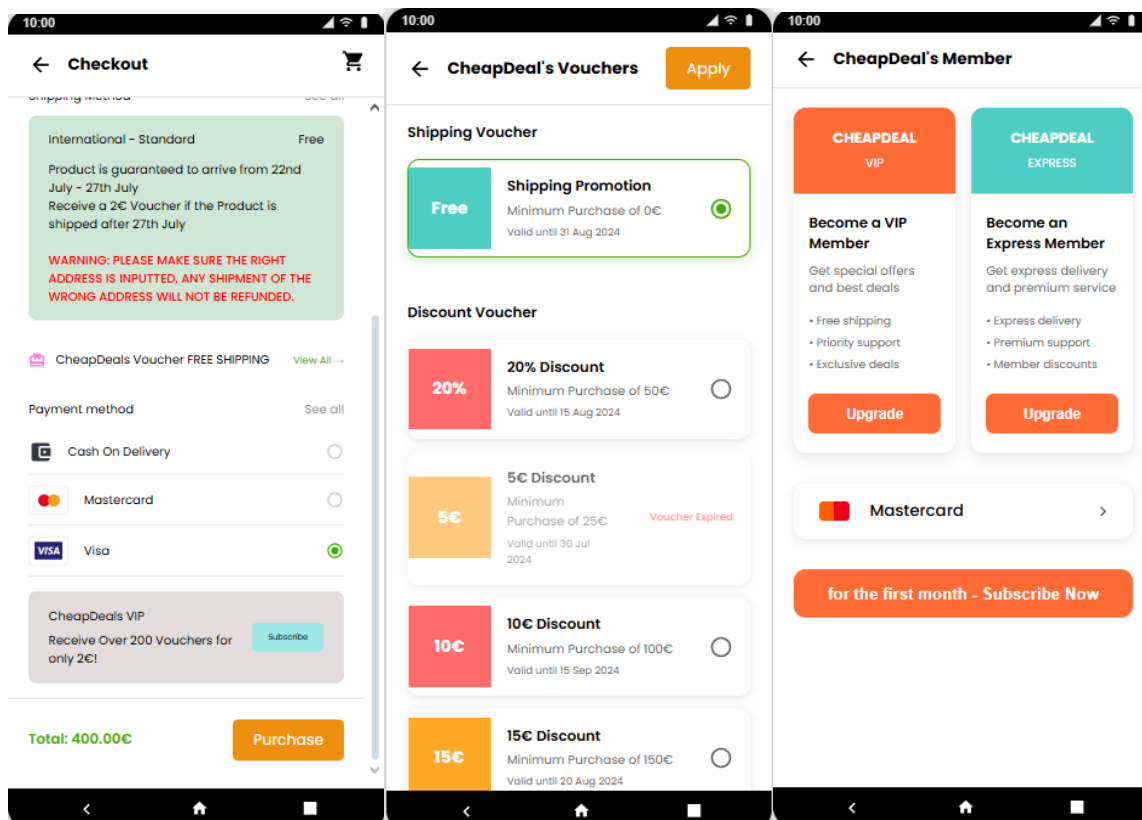 10:00
Checkout
Shipping Method See all
International - Standard Free
Product is guaranteed to arrive from 22nd
July - 27th July
Receive a 2€ Voucher if the Product is
shipped after 27th July
WARNING: PLEASE MAKE SURE THE RIGHT
ADDRESS IS INPUTTED, ANY SHIPMENT OF THE
WRONG ADDRESS WILL NOT BE REFUNDED.
CheapDeals Voucher FREE SHIPPING View All →
Payment method See all
Cash On Delivery
Mastercard
VISA Visa
CheapDeals VIP
Receive Over 200 Vouchers for
only 2€!
Subscribe
Total: 400.00€ Purchase
10:00
CheapDeal's Vouchers Apply
Shipping Voucher
Free
Shipping Promotion
Minimum Purchase of 0€
Valid until 31 Aug 2024
Discount Voucher
20%
20% Discount
Minimum Purchase of 50€
Valid until 15 Aug 2024
5€
5€ Discount
Minimum
Purchase of 25€
Valid until 30 Jul
2024
Voucher Expired
10€
10€ Discount
Minimum Purchase of 100€
Valid until 15 Sep 2024
15€
15€ Discount
Minimum Purchase of 150€
Valid until 20 Aug 2024
10:00
CheapDeal's Member
CHEAPDEAL
VIP
Become a VIP
Member
Get special offers
and best deals
• Free shipping
• Priority support
• Exclusive deals
Upgrade
CHEAPDEAL
EXPRESS
Become an
Express Member
Get express delivery
and premium service
• Express delivery
• Premium support
• Member discounts
Upgrade
Mastercard
for the first month - Subscribe Now